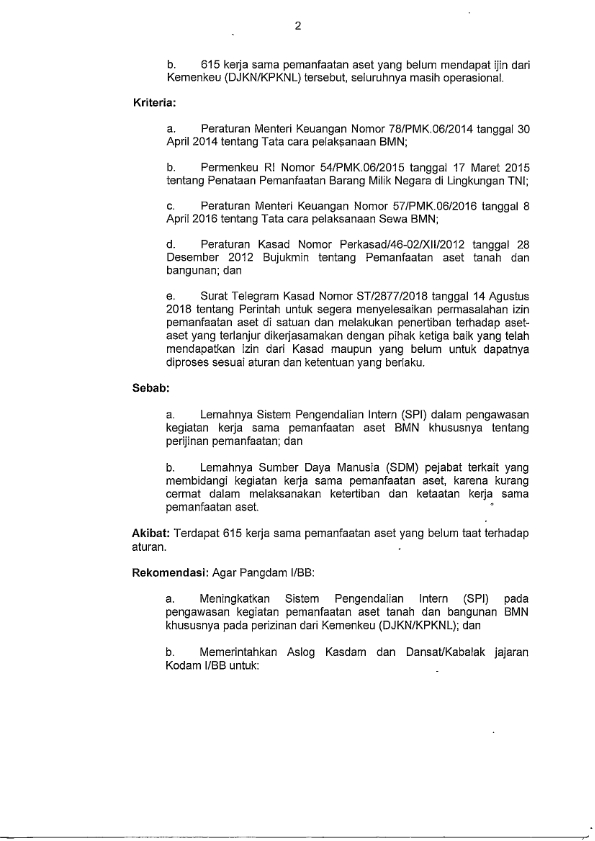 2
b. 615 kerja sama pemanfaatan aset yang belum mendapat ijin dari
Kemenkeu (DJKN/KPKNL) tersebut, seluruhnya masih operasional.
Kriteria:
a. Peraturan Menteri Keuangan Nomor 78/PMK.06/2014 tanggal 30
April 2014 tentang Tata cara pelaksanaan BMN;
b. Permenkeu RI Nomor 54/PMK.06/2015 tanggal 17 Maret 2015
tentang Penataan Pemanfaatan Barang Milik Negara di Lingkungan TNI;
c. Peraturan Menteri Keuangan Nomor 57/PMK.06/2016 tanggal 8
April 2016 tentang Tata cara pelaksanaan Sewa BMN;
d. Peraturan Kasad Nomor Perkasad/46-02/XII/2012 tanggal 28
Desember 2012 Bujukmin tentang Pemanfaatan aset tanah dan
bangunan; dan
e. Surat Telegram Kasad Nomor ST/2877/2018 tanggal 14 Agustus
2018 tentang Perintah untuk segera menyelesaikan permasalahan izin
pemanfaatan aset di satuan dan melakukan penertiban terhadap aset-
aset yang terlanjur dikerjasamakan dengan pihak ketiga baik yang telah
mendapatkan izin dari Kasad maupun yang belum untuk dapatnya
diproses sesuai aturan dan ketentuan yang berlaku.
Sebab:
a. Lemahnya Sistem Pengendalian Intern (SPI) dalam pengawasan
kegiatan kerja sama pemanfaatan aset BMN khususnya tentang
perijinan pemanfaatan; dan
b. Lemahnya Sumber Daya Manusia (SDM) pejabat terkait yang
membidangi kegiatan kerja sama pemanfaatan aset, karena kurang
cermat dalam melaksanakan ketertiban dan ketaatan kerja sama
pemanfaatan aset.
Akibat: Terdapat 615 kerja sama pemanfaatan aset yang belum taat terhadap
aturan.
Rekomendasi: Agar Pangdam I/BB:
a. Meningkatkan Sistem Pengendalian Intern (SPI) pada
pengawasan kegiatan pemanfaatan aset tanah dan bangunan BMN
khususnya pada perizinan dari Kemenkeu (DJKN/KPKNL); dan
b. Memerintahkan Aslog Kasdam dan Dansat/Kabalak jajaran
Kodam I/BB untuk: